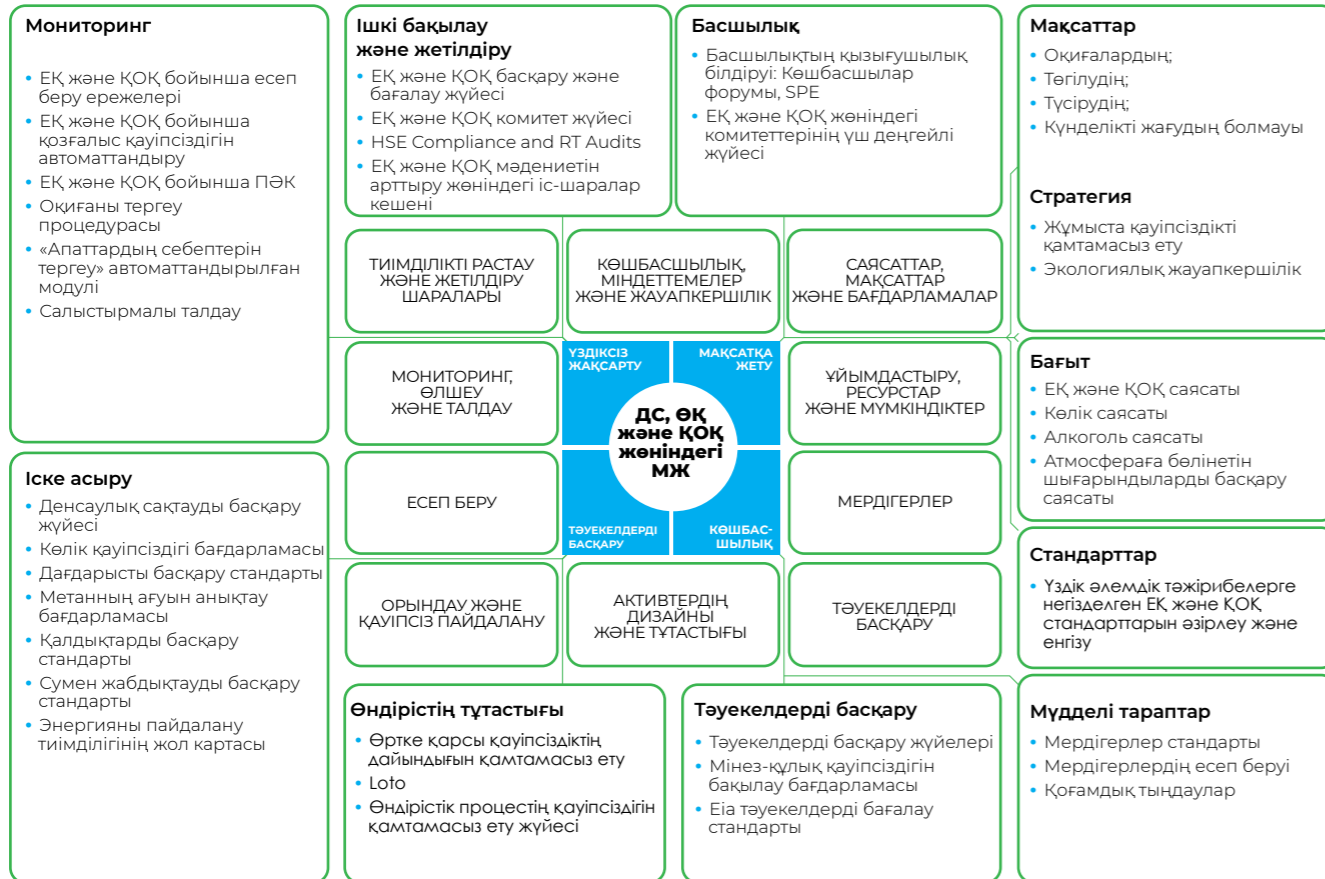 Мониторинг
• ЕҚ және ҚОҚ бойынша есеп
беру ережелері
• ЕҚ және ҚОҚ бойынша
қозғалыс қауіпсіздігін
автоматтандыру
• ЕҚ және ҚОҚ бойынша ПӘК
• Оқиғаны тергеу
процедурасы
• «Апаттардың себептерін
тергеу» автоматтандырылған
модулі
• Салыстырмалы талдау
Ішкі бақылау
және жетілдіру
• ЕҚ және ҚОҚ басқару және
бағалау жүйесі
• ЕҚ және ҚОҚ комитет жүйесі
• HSE Compliance and RT Audits
• ЕҚ және ҚОҚ мәдениетін
арттыру жөніндегі іс-шаралар
кешені
Басшылық
• Басшылықтың қызығушылық
білдіруі: Көшбасшылар
форумы, SPE
• ЕҚ және ҚОҚ жөніндегі
комитеттерінің үш деңгейлі
жүйесі
Мақсаттар
• Оқиғалардың;
• Төгілудің;
• Түсірудің;
• Күнделікті жағудың болмауы
Стратегия
• Жұмыста қауіпсіздікті
қамтамасыз ету
• Экологиялық жауапкершілік
ТИІМДІЛІКТІ РАСТАУ
ЖӘНЕ ЖЕТІЛДІРУ
ШАРАЛАРЫ
КӨШБАСШЫЛЫҚ,
МІНДЕТТЕМЕЛЕР
ЖӘНЕ ЖАУАПКЕРШІЛІК
САЯСАТТАР,
МАҚСАТТАР
ЖӘНЕ БАҒДАРЛАМАЛАР
МОНИТОРИНГ,
ӨЛШЕУ
ЖӘНЕ ТАЛДАУ
ҮЗДІКСІЗ
ЖАҚСАРТУ
МАҚСАТҚА
ЖЕТУ
ҰЙЫМДАСТЫРУ,
РЕСУРСТАР
ЖӘНЕ МҮМКІНДІКТЕР
ДС, ӨҚ
және ҚОҚ
жөніндегі
МЖ
Бағыт
• ЕҚ және ҚОҚ саясаты
• Көлік саясаты
• Алкоголь саясаты
• Атмосфераға бөлінетін
шығарындыларды басқару
саясаты
Іске асыру
• Денсаулық сақтауды басқару
жүйесі
• Көлік қауіпсіздігі бағдарламасы
• Дағдарысты басқару стандарты
• Метанның ағуын анықтау
бағдарламасы
• Қалдықтарды басқару
стандарты
• Сумен жабдықтауды басқару
стандарты
• Энергияны пайдалану
тиімділігінің жол картасы
ЕСЕП БЕРУ
ТӘУЕКЕЛДЕРДІ
БАСҚАРУ
КӨШБАС-
ШЫЛЫҚ
МЕРДІГЕРЛЕР
Стандарттар
• Үздік әлемдік тәжірибелерге
негізделген ЕҚ және ҚОҚ
стандарттарын әзірлеу және
енгізу
ОРЫНДАУ ЖӘНЕ
ҚАУІПСІЗ ПАЙДАЛАНУ
АКТИВТЕРДІҢ
ДИЗАЙНЫ
ЖӘНЕ ТҰТАСТЫҒЫ
ТӘУЕКЕЛДЕРДІ
БАСҚАРУ
Өндірістің тұтастығы
• Өртке қарсы қауіпсіздіктің
дайындығын қамтамасыз ету
• Loto
• Өндірістік процестің қауіпсіздігін
қамтамасыз ету жүйесі
Тәуекелдерді басқару
• Тәуекелдерді басқару жүйелері
• Мінез-құлық қауіпсіздігін
бақылау бағдарламасы
• Eia тәуекелдерді бағалау
стандарты
Мүдделі тараптар
• Мердігерлер стандарты
• Мердігерлердің есеп беруі
• Қоғамдық тыңдаулар